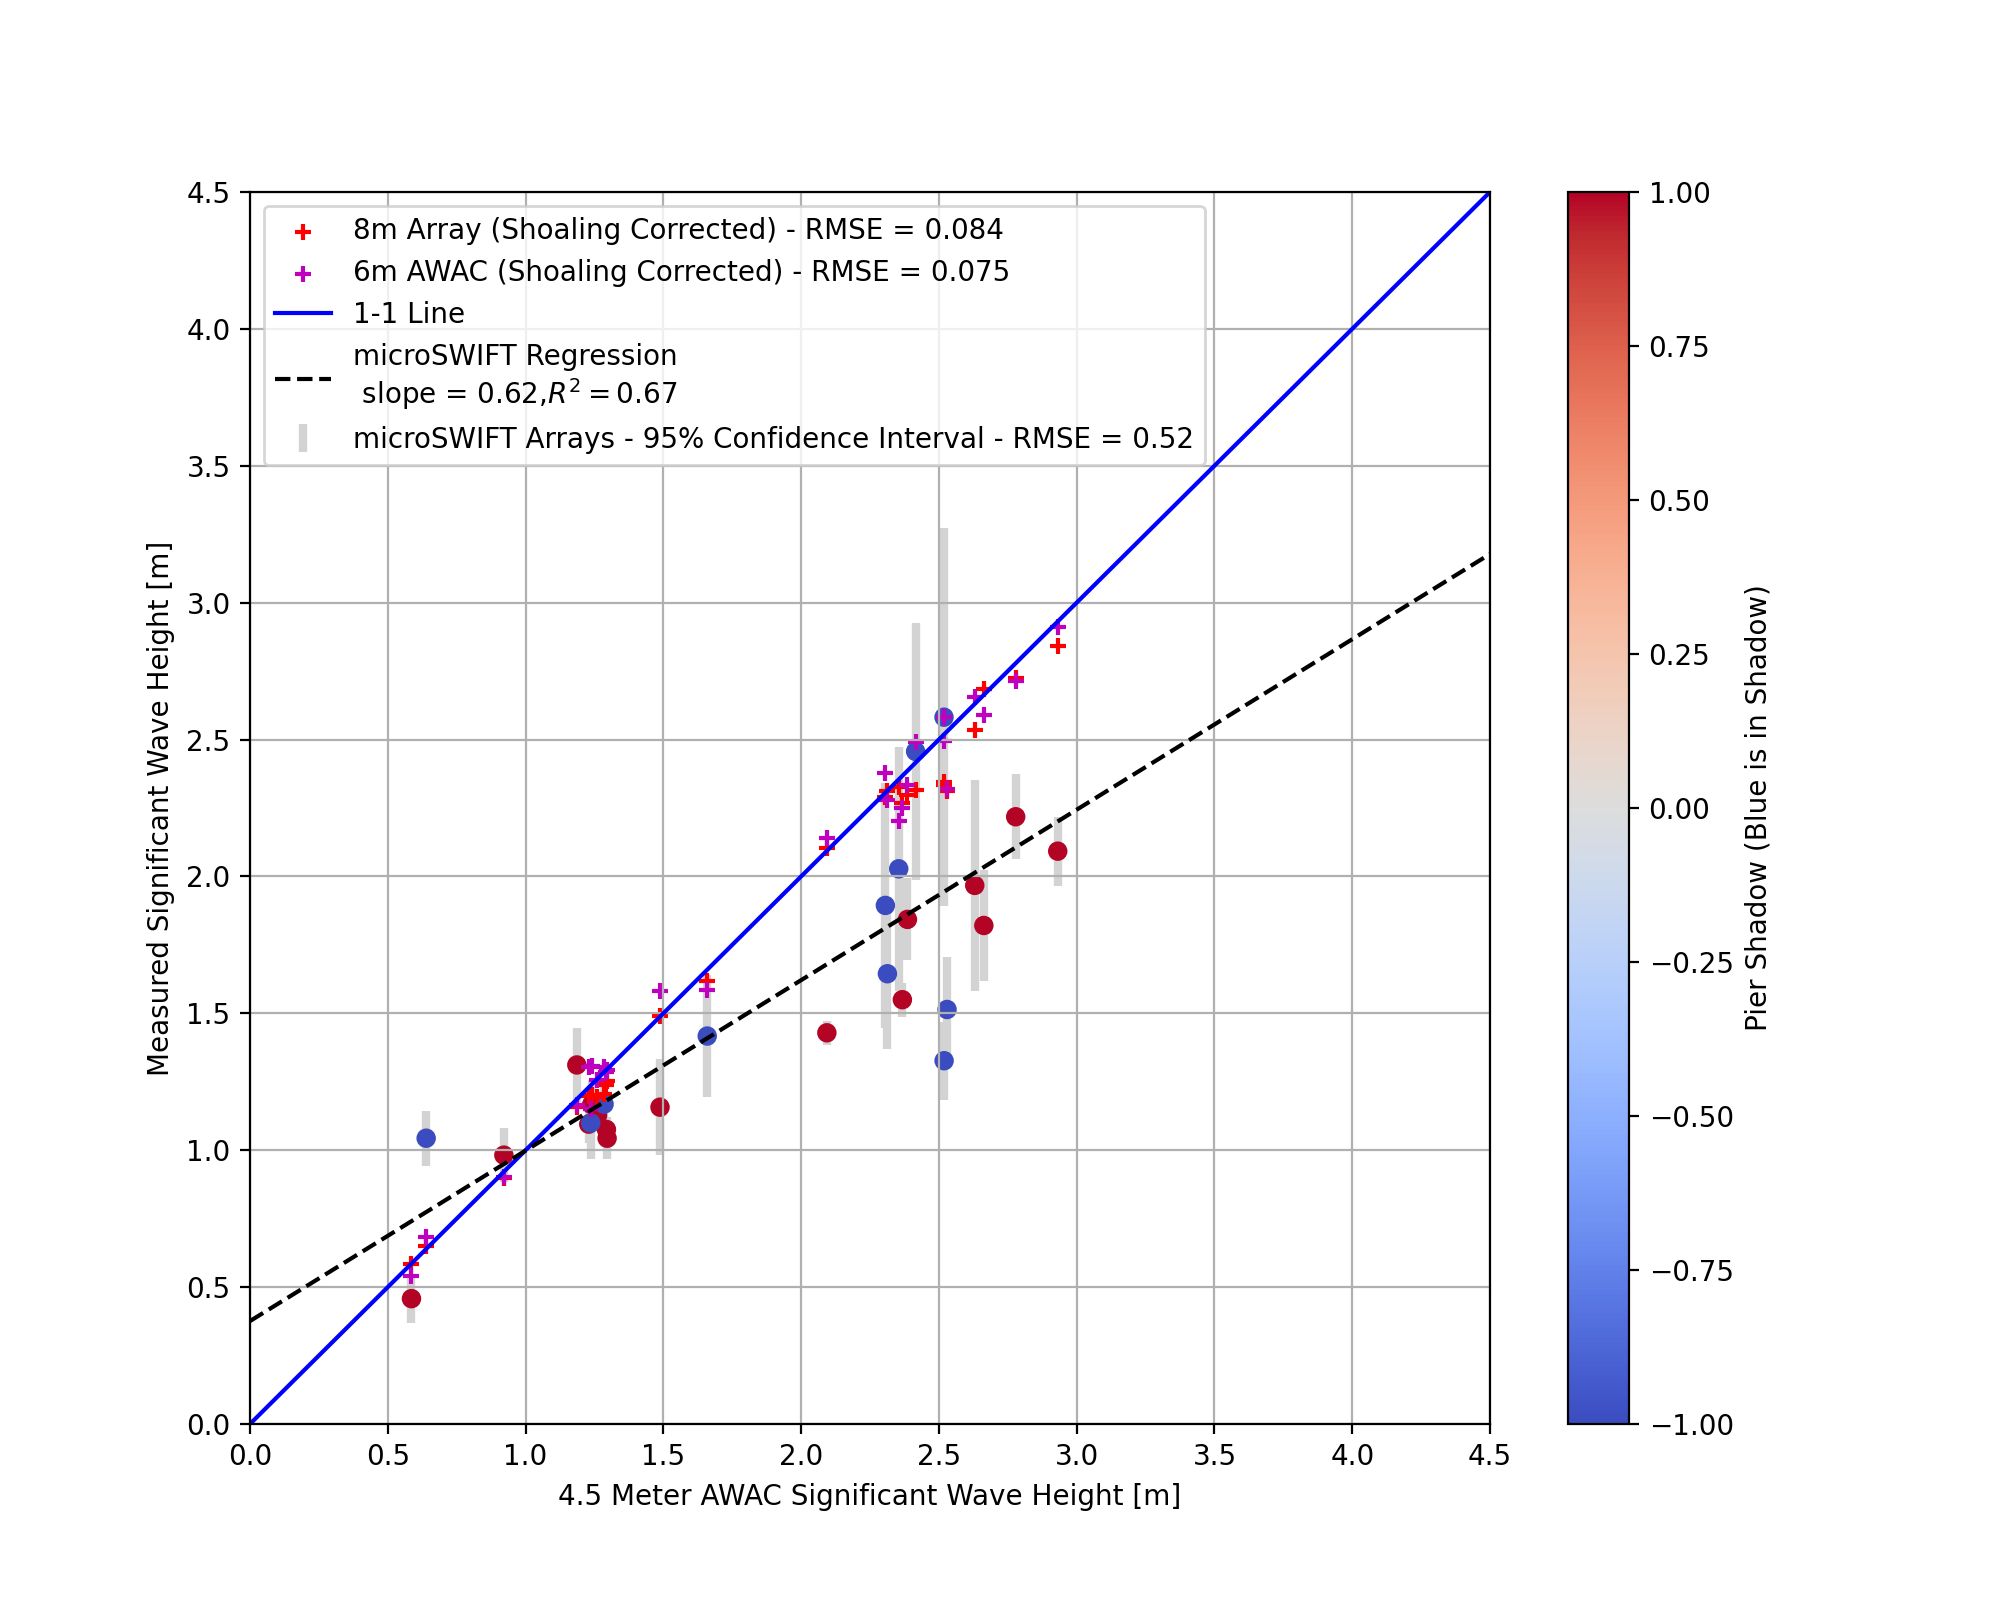 8m Array (Shoaling Corrected) - RMSE = 0.084
6m AWAC (Shoaling Corrected) - RMSE = 0.075
1-1 Line
microSWIFT Regression
slope = 0.62,R² = 0.67
microSWIFT Arrays - 95% Confidence Interval - RMSE = 0.52
Measured Significant Wave Height [m]
4.5
4.0
3.5
3.0
2.5
2.0
1.5
1.0
0.5
0.0
0.0 0.5 1.0 1.5 2.0 2.5 3.0 3.5 4.0 4.5
4.5 Meter AWAC Significant Wave Height [m]
1.00
0.75
0.50
0.25
0.00
−0.25
−0.50
−0.75
−1.00
Pier Shadow (Blue is in Shadow)